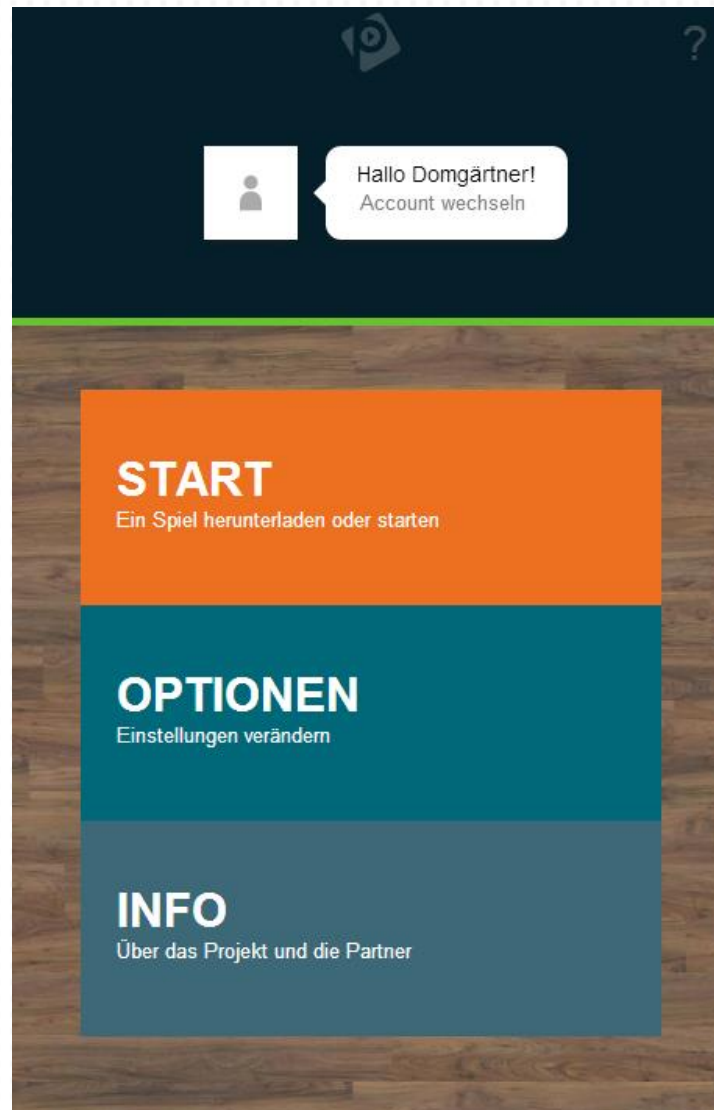 ?
Hallo Domgärtner!
Account wechseln
START
Ein Spiel herunterladen oder starten
OPTIONEN
Einstellungen verändern
INFO
Über das Projekt und die Partner